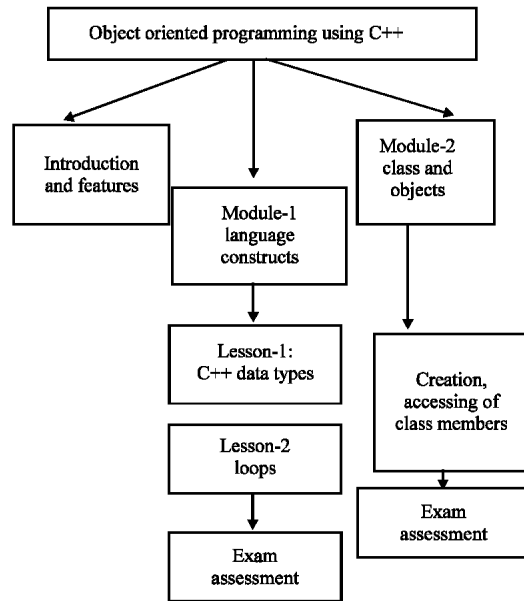 Object oriented programming using C++
Introduction
and features
Module-1
language
constructs
Module-2
class and
objects
Lesson-1:
C++ data types
Creation,
accessing of
class members
Lesson-2
loops
Exam
assessment
Exam
assessment